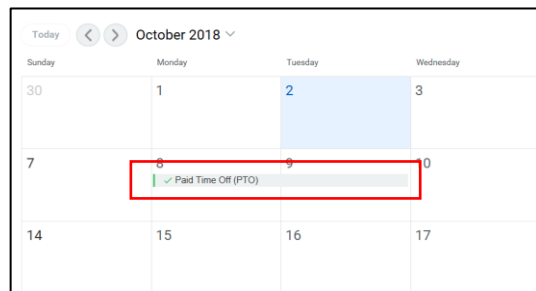 Today October 2018
Sunday Monday Tuesday Wednesday
30 1 2 3
7 8 9 10
Paid Time Off (PTO)
14 15 16 17